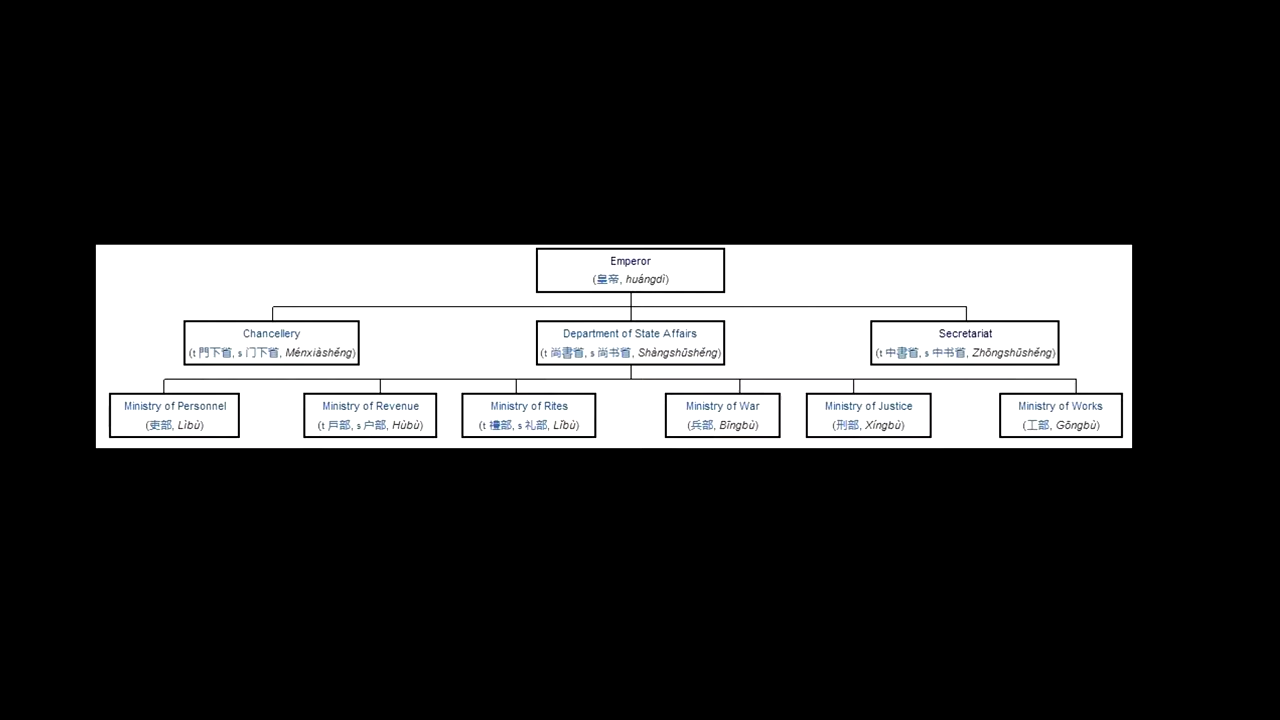 Emperor
(皇帝, huángdì)
Chancellery
(t 門下省, s 门下省, Ménxiàshěng)
Department of State Affairs
(t 尚書省, s 尚书省, Shàngshūshěng)
Secretariat
(t 中書省, s 中书省, Zhōngshūshěng)
Ministry of Personnel
(吏部, Lìbù)
Ministry of Revenue
(t 戶部, s 户部, Hùbù)
Ministry of Rites
(t 禮部, s 礼部, Lǐbù)
Ministry of War
(兵部, Bīngbù)
Ministry of Justice
(刑部, Xíngbù)
Ministry of Works
(工部, Gōngbù)